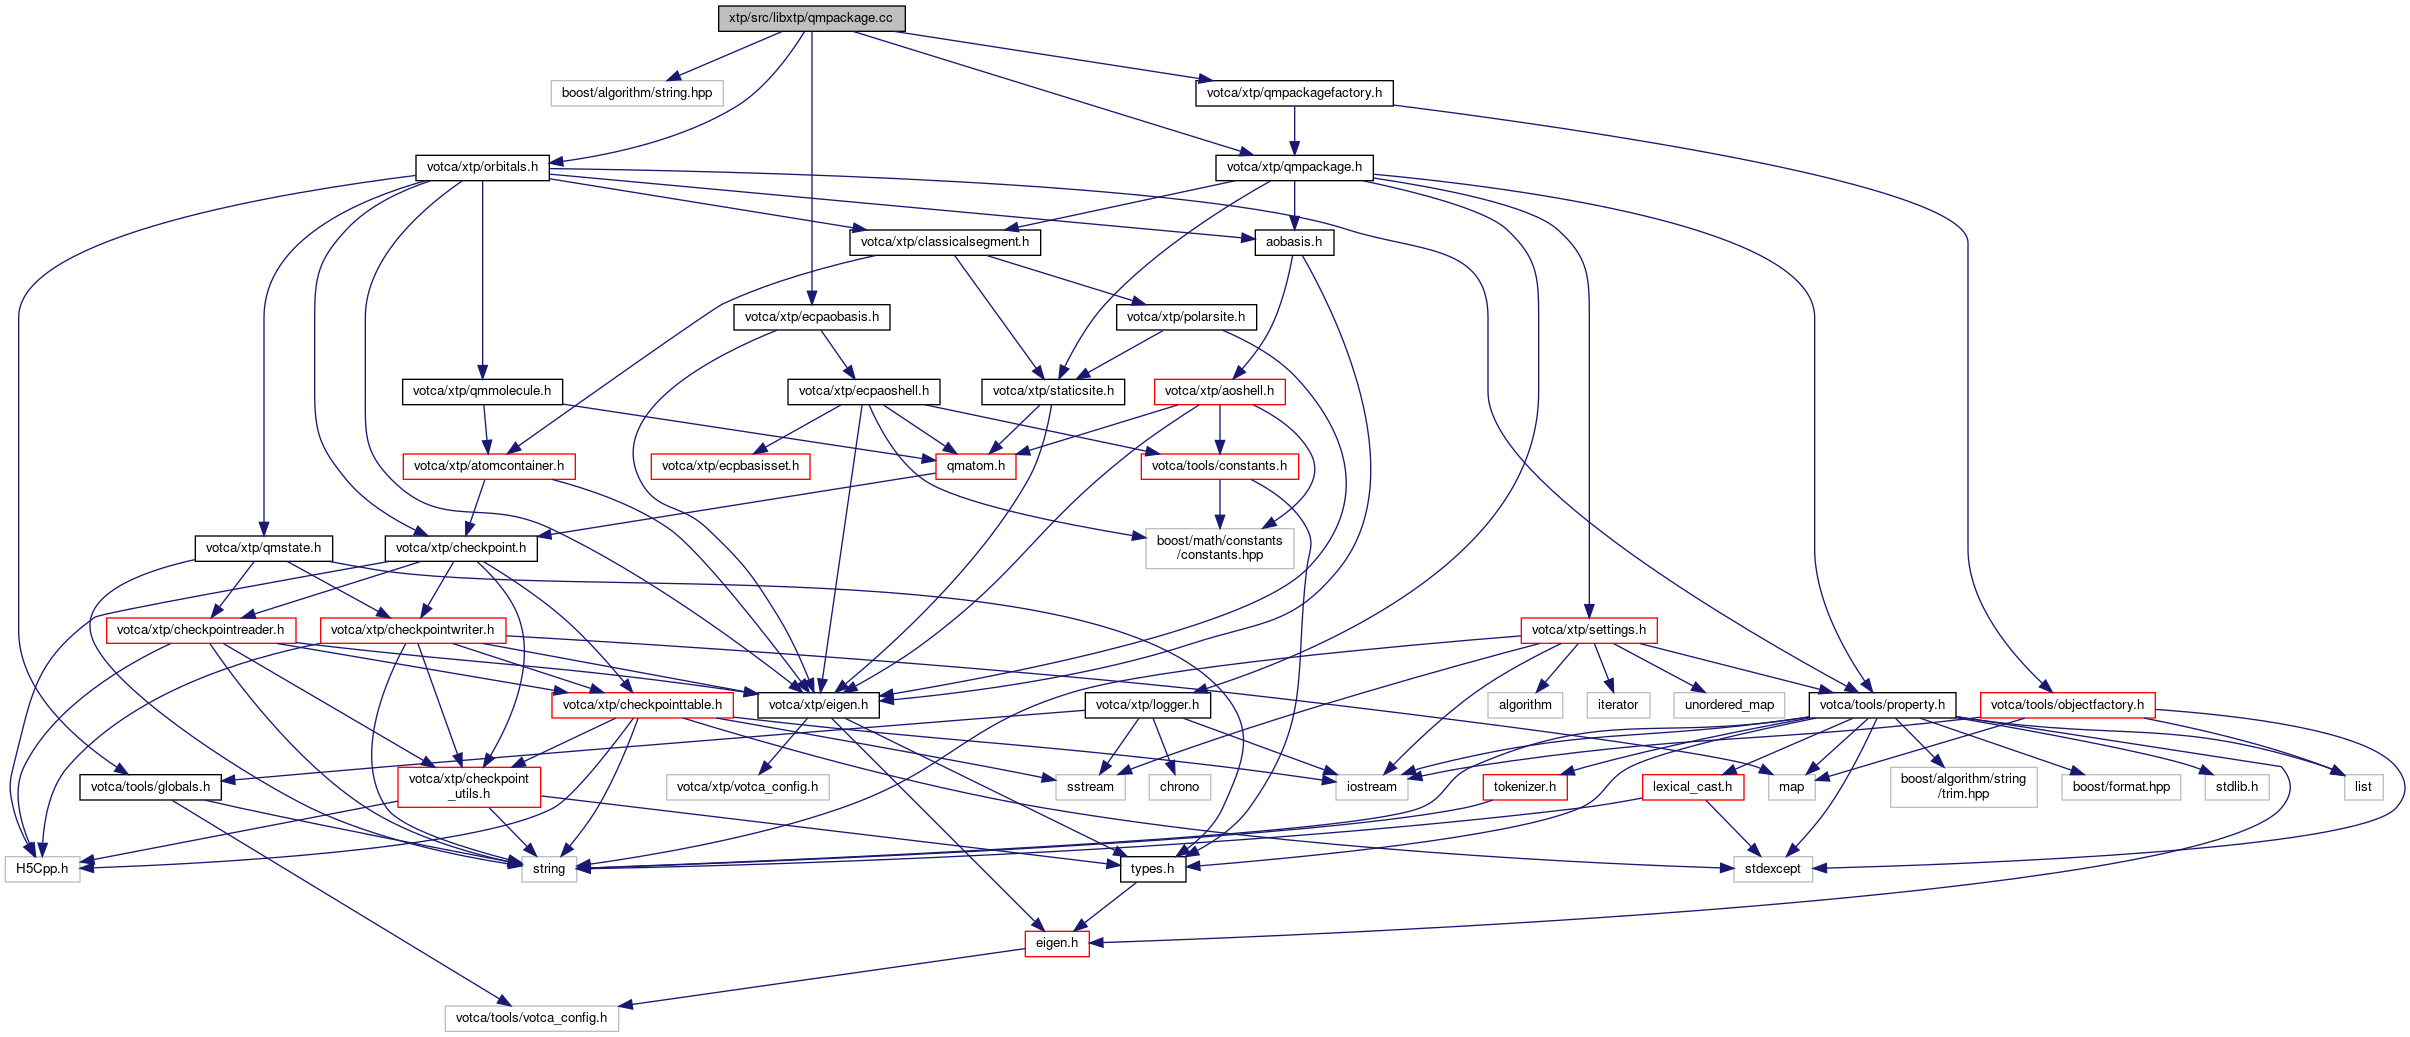 xtp/src/libxtp/qmpackage.cc
boost/algorithm/string.hpp
votca/xtp/qmpackagefactory.h
votca/xtp/orbitals.h
votca/xtp/qmpackage.h
votca/xtp/classicalsegment.h
aobasis.h
votca/xtp/ecpaobasis.h
votca/xtp/polarsite.h
votca/xtp/qmmolecule.h
votca/xtp/ecpaoshell.h
votca/xtp/staticsite.h
votca/xtp/aoshell.h
votca/xtp/atomcontainer.h
votca/xtp/ecpbasisset.h
qmatom.h
votca/tools/constants.h
votca/xtp/qmstate.h
votca/xtp/checkpoint.h
boost/math/constants
/constants.hpp
votca/xtp/checkpointreader.h
votca/xtp/checkpointwriter.h
votca/xtp/settings.h
votca/xtp/checkpointtable.h
votca/xtp/eigen.h
votca/xtp/logger.h
algorithm
iterator
unordered_map
votca/tools/property.h
votca/tools/objectfactory.h
votca/tools/globals.h
votca/xtp/checkpoint
_utils.h
votca/xtp/votca_config.h
sstream
chrono
iostream
tokenizer.h
lexical_cast.h
map
boost/algorithm/string
/trim.hpp
boost/format.hpp
stdlib.h
list
H5Cpp.h
string
types.h
stdexcept
eigen.h
votca/tools/votca_config.h